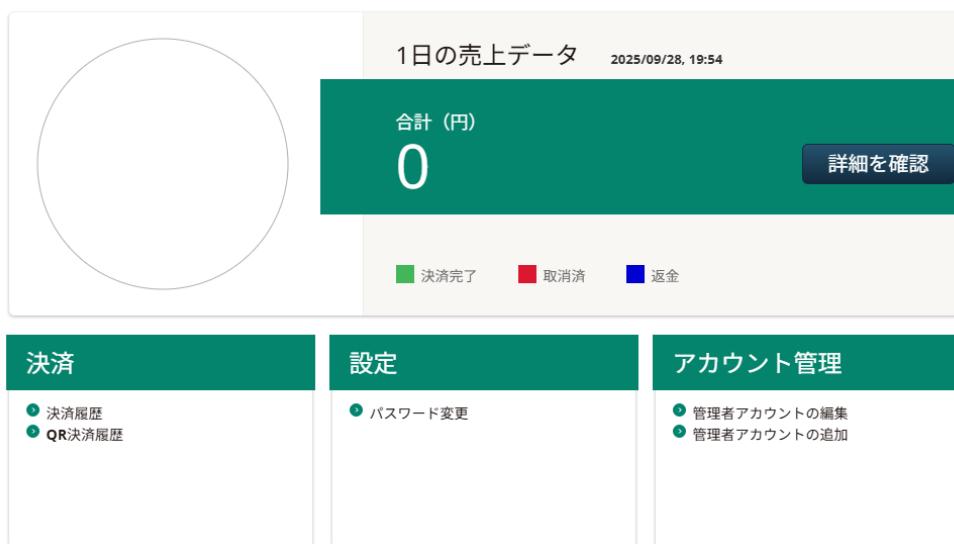 1日の売上データ 2025/09/28, 19:54
合計（円）
0
詳細を確認
決済完了 取消済 返金
決済 設定 アカウント管理
決済履歴 パスワード変更 管理者アカウントの編集
QR決済履歴 管理者アカウントの追加